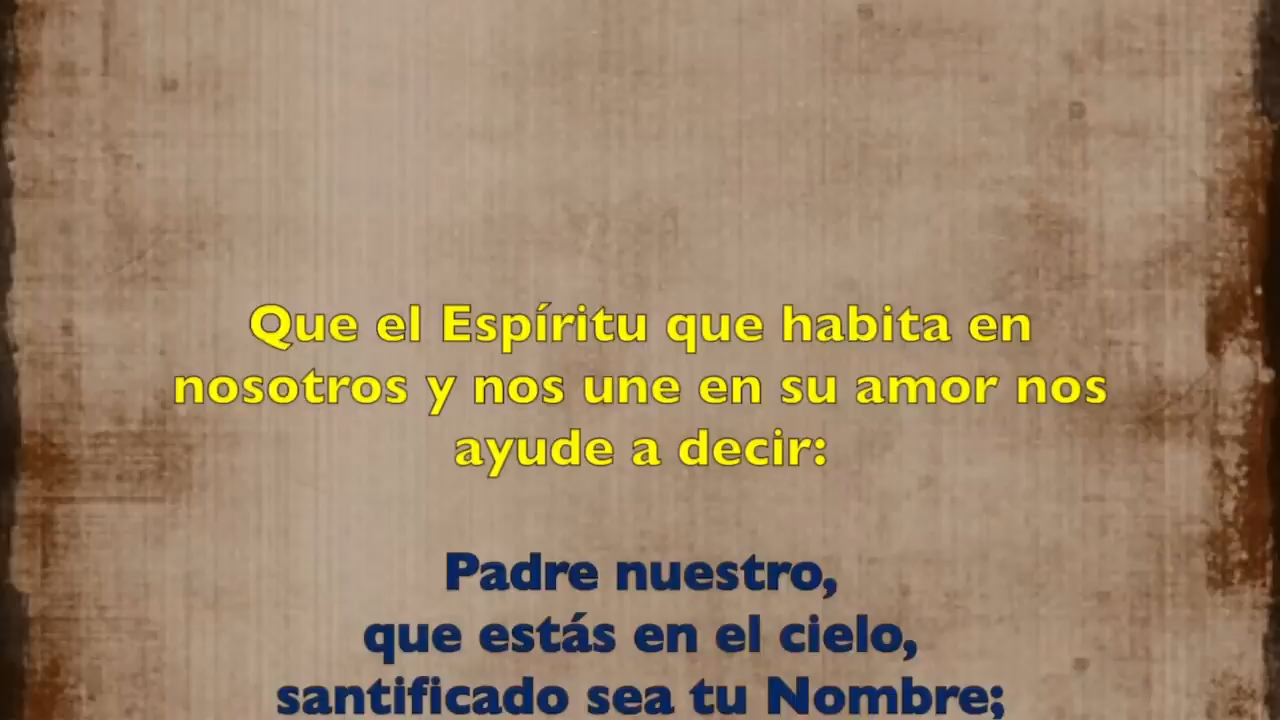 Que el Espíritu que habita en
nosotros y nos une en su amor nos
ayude a decir:
Padre nuestro,
que estás en el cielo,
santificado sea tu Nombre;